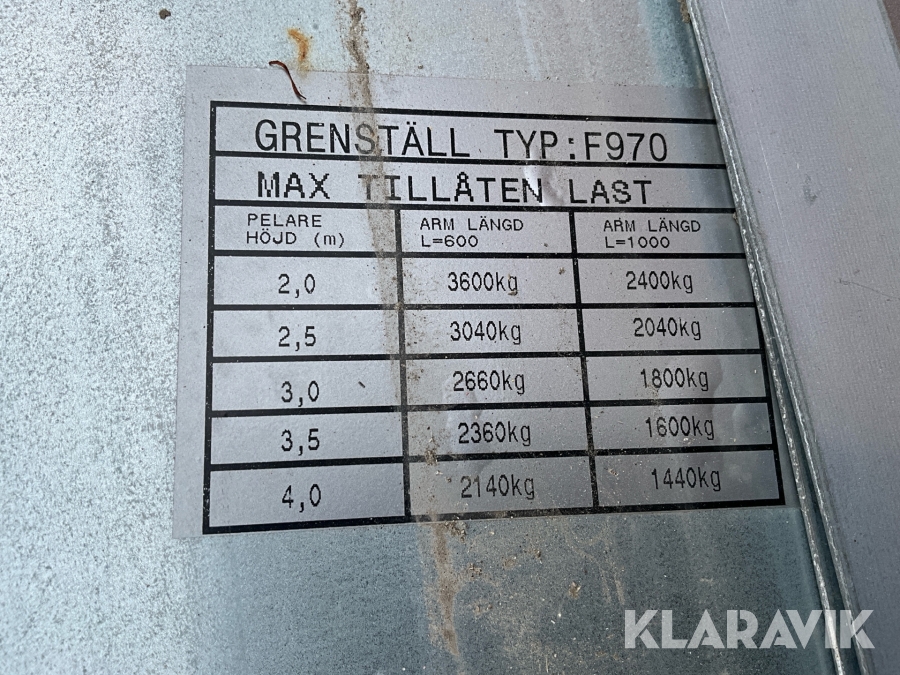 GRENSTÄLL TYP:F970
MAX TILLÅTEN LAST
PELARE HÖJD (m) ARM LÄNGD L=600 ARM LÄNGD L=1000
2,0 3600kg 2400kg
2,5 3040kg 2040kg
3,0 2660kg 1800kg
3,5 2360kg 1600kg
4,0 2140kg 1440kg
KLARAVIK